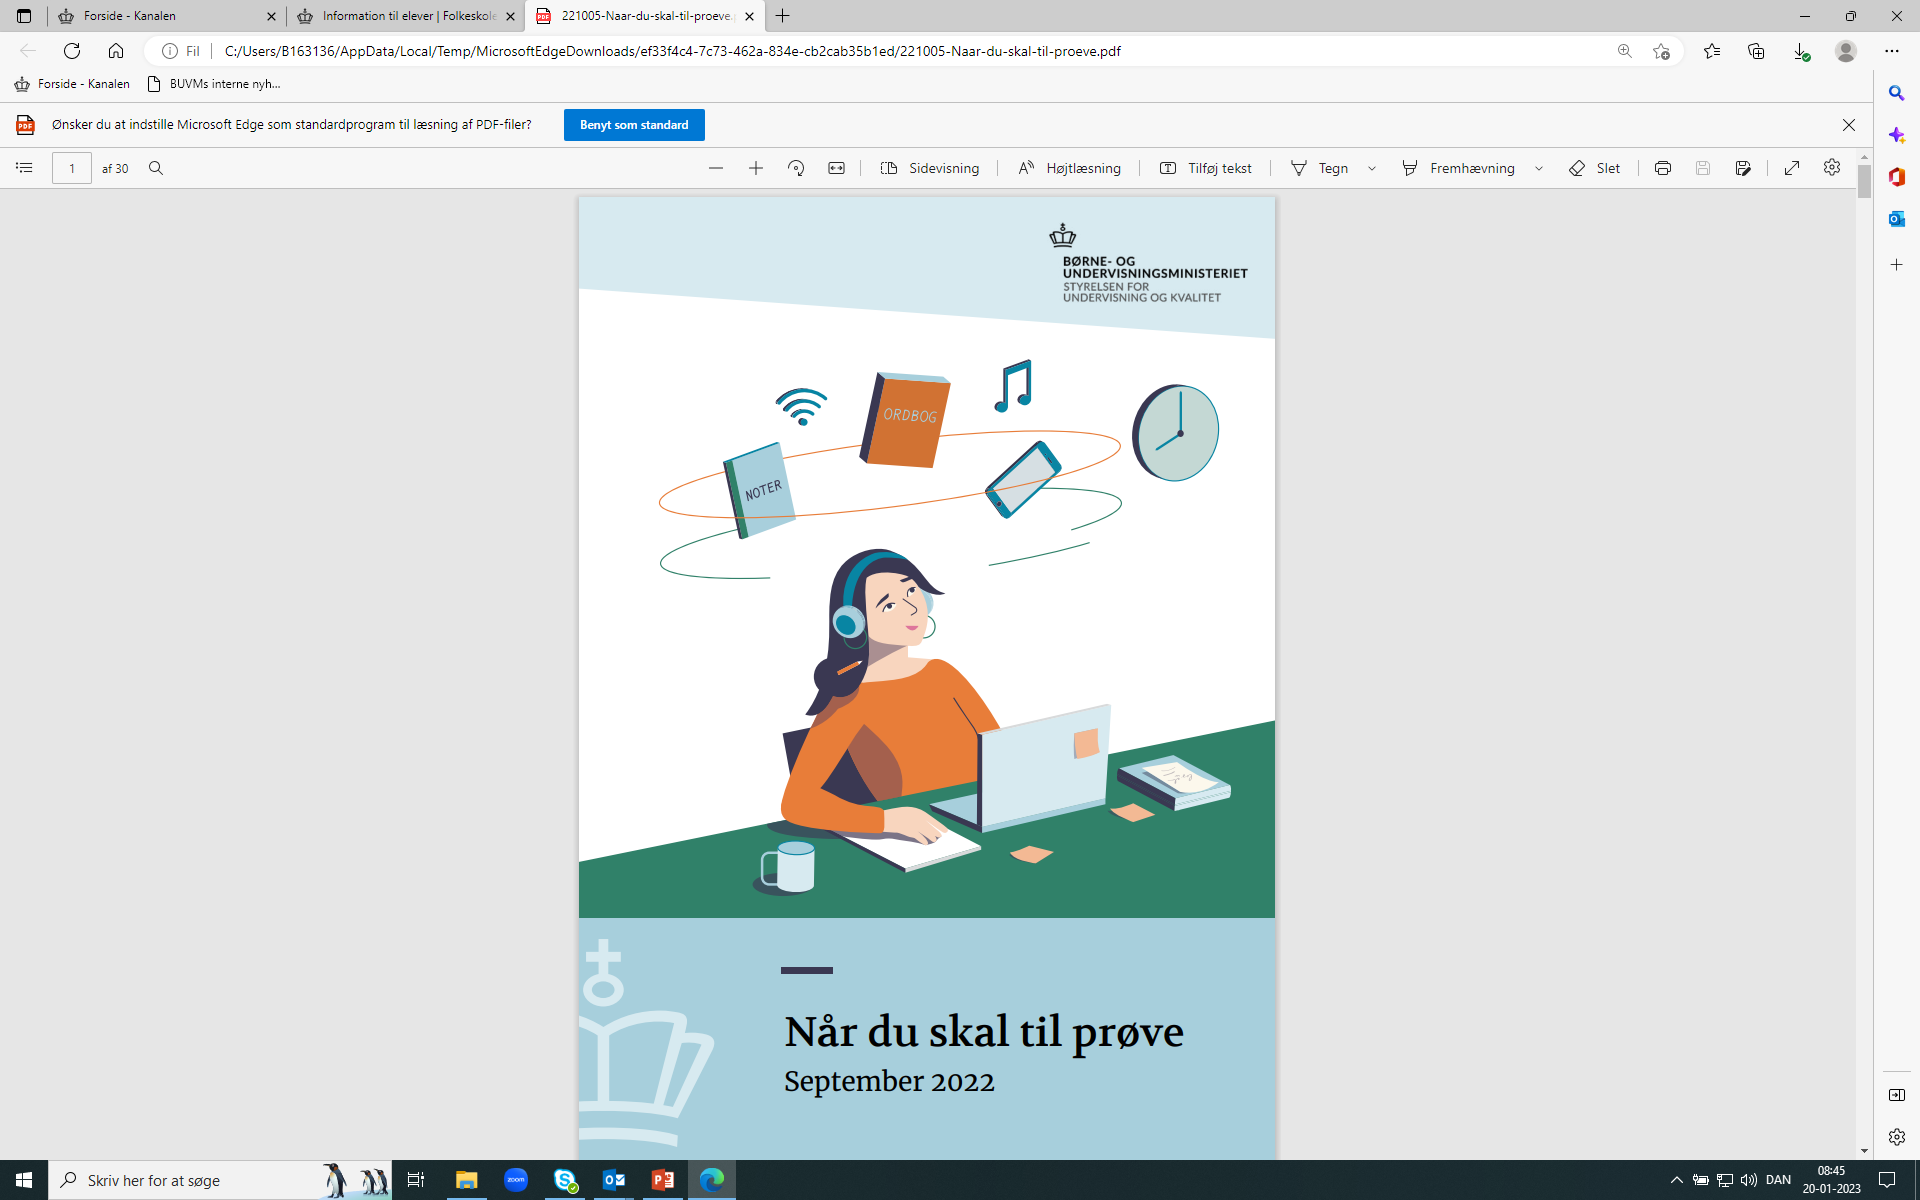 Forside - Kanalen
Information til elever | Folkeskole
221005-Naar-du-skal-til-proeve.
Fil
C:/Users/B163136/AppData/Local/Temp/MicrosoftEdgeDownloads/ef33f4c4-7c73-462a-834e-cb2cab35b1ed/221005-Naar-du-skal-til-proeve.pdf
Forside - Kanalen
BUVMs interne nyh...
PDF
Ønsker du at indstille Microsoft Edge som standardprogram til læsning af PDF-filer?
Benyt som standard
1
af 30
Sidevisning
Højtlæsning
Tilføj tekst
Tegn
Fremhævning
Slet
BØRNE- OG
UNDERVISNINGSMINISTERIET
STYRELSEN FOR
UNDERVISNING OG KVALITET
ORDBOG
NOTER
Når du skal til prøve
September 2022
Skriv her for at søge
zoom
DAN
08:45
20-01-2023